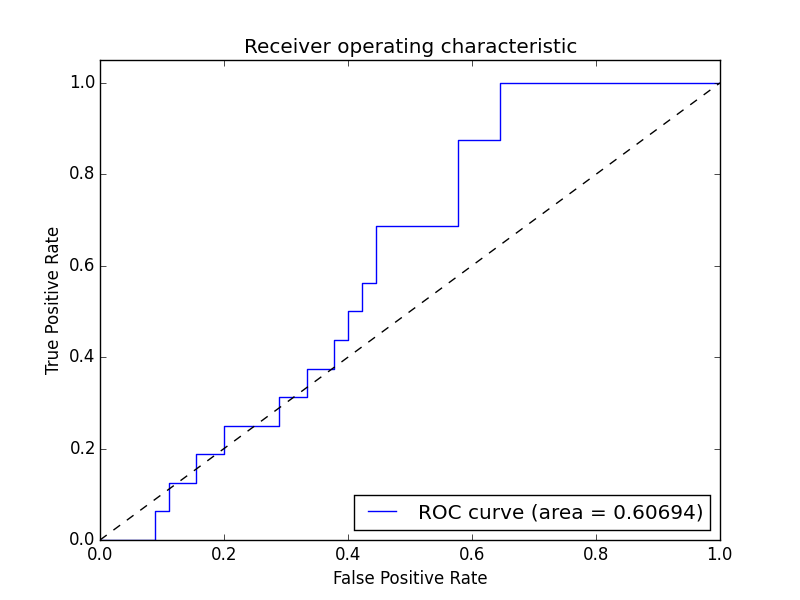 Receiver operating characteristic
1.0
0.8
0.6
0.4
0.2
0.0
True Positive Rate
ROC curve (area = 0.60694)
0.0 0.2 0.4 0.6 0.8 1.0
False Positive Rate